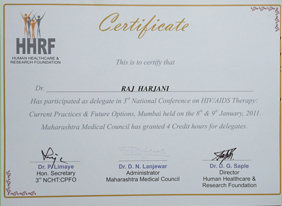 Certificate
HHRF
HUMAN HEALTHCARE &
RESEARCH FOUNDATION
This is to certify that
Dr. RAJ HARJANI
Has participated as delegate in 3rd National Conference on HIV/AIDS Therapy:
Current Practices & Future Options, Mumbai held on the 8th & 9th January, 2011.
Maharashtra Medical Council has granted 4 Credit hours for delegates.
Dr. P. Limaye
Hon. Secretary
3rd NCHT:CPFO
Dr. D. N. Lanjewar
Administrator
Maharashtra Medical Council
Dr. D. G. Saple
Director
Human Healthcare &
Research Foundation